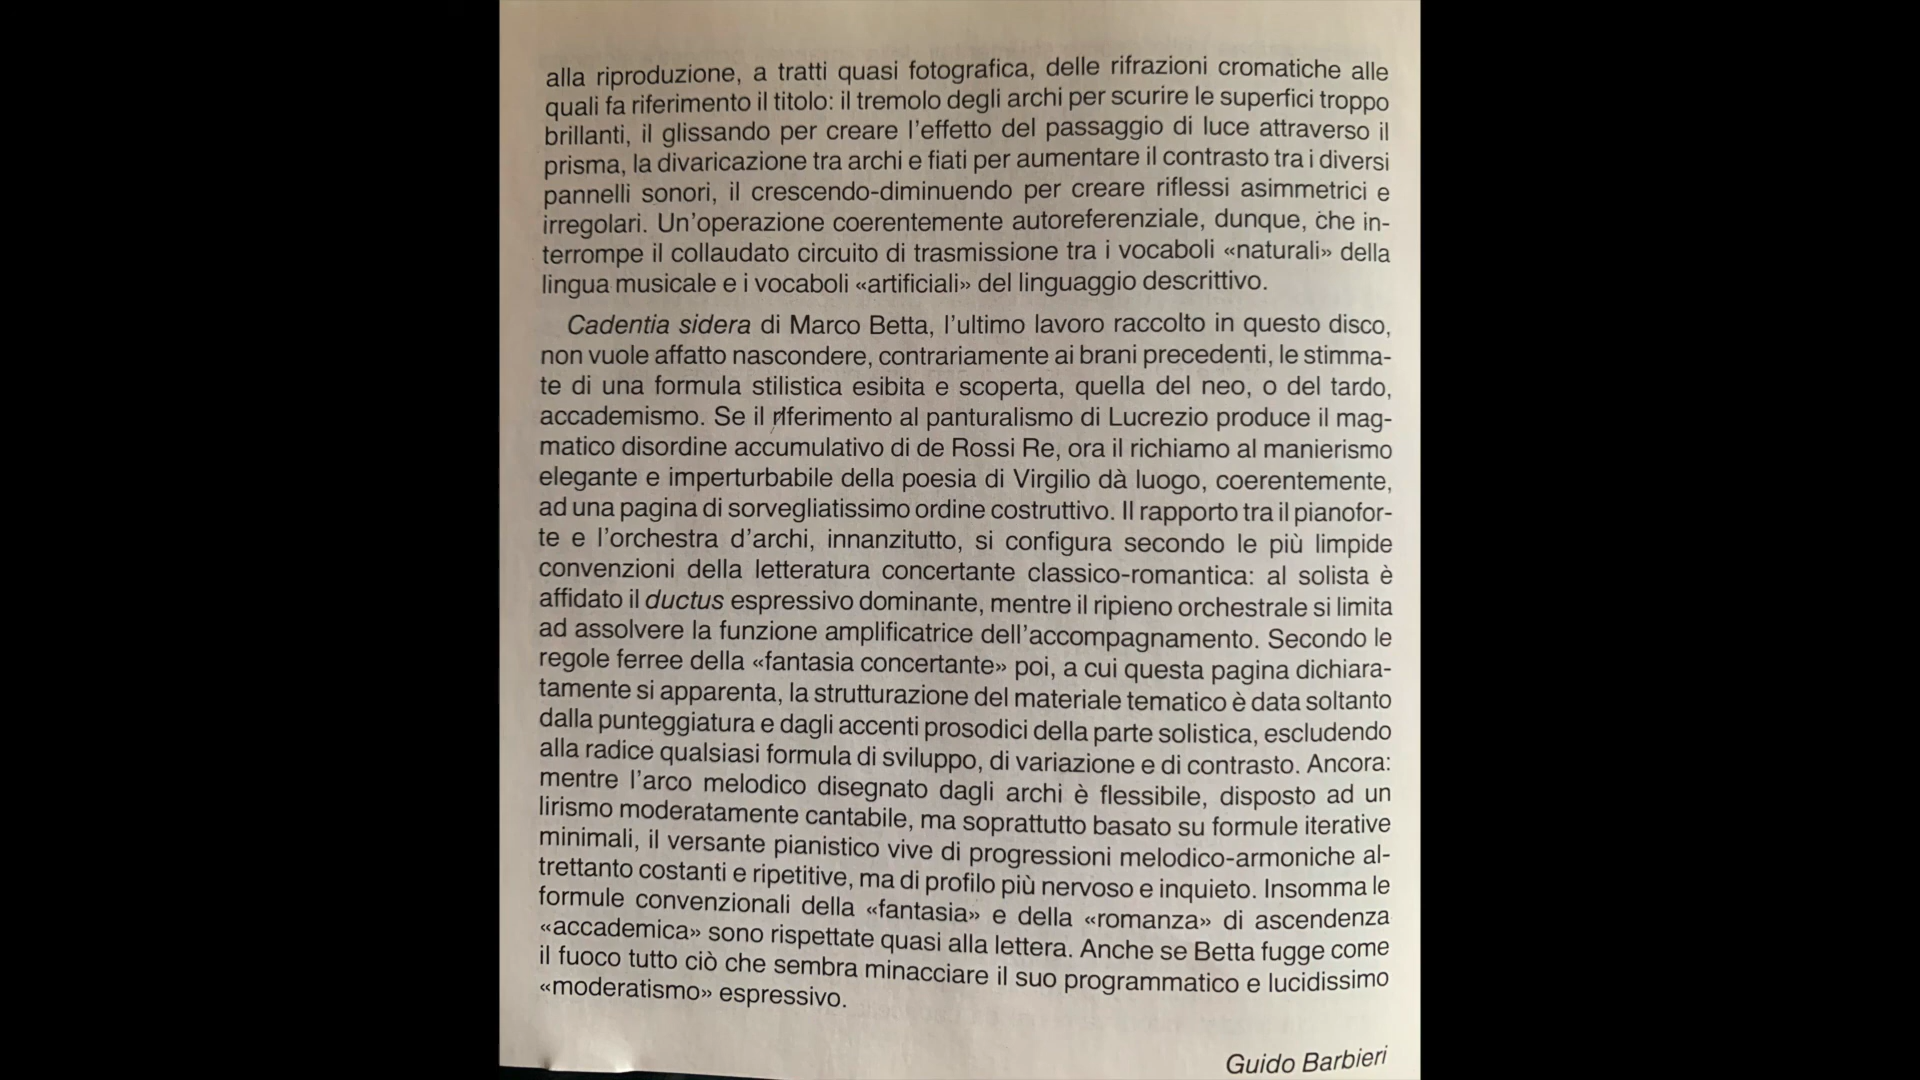 alla riproduzione, a tratti quasi fotografica, delle rifrazioni cromatiche alle
quali fa riferimento il titolo: il tremolo degli archi per scurire le superfici troppo
brillanti, il glissando per creare l'effetto del passaggio di luce attraverso il
prisma, la divaricazione tra archi e fiati per aumentare il contrasto tra i diversi
pannelli sonori, il crescendo-diminuendo per creare riflessi asimmetrici e
irregolari. Un'operazione coerentemente autoreferenziale, dunque, che in-
terrompe il collaudato circuito di trasmissione tra i vocaboli «naturali» della
lingua musicale e i vocaboli «artificiali» del linguaggio descrittivo.
Cadentia sidera di Marco Betta, l'ultimo lavoro raccolto in questo disco,
non vuole affatto nascondere, contrariamente ai brani precedenti, le stimma-
te di una formula stilistica esibita e scoperta, quella del neo, o del tardo,
accademismo. Se il riferimento al panturalismo di Lucrezio produce il mag-
matico disordine accumulativo di de Rossi Re, ora il richiamo al manierismo
elegante e imperturbabile della poesia di Virgilio dà luogo, coerentemente,
ad una pagina di sorvegliatissimo ordine costruttivo. Il rapporto tra il pianofor-
te e l'orchestra d'archi, innanzitutto, si configura secondo le più limpide
convenzioni della letteratura concertante classico-romantica: al solista è
affidato il ductus espressivo dominante, mentre il ripieno orchestrale si limita
ad assolvere la funzione amplificatrice dell'accompagnamento. Secondo le
regole ferree della «fantasia concertante» poi, a cui questa pagina dichiara-
tamente si apparenta, la strutturazione del materiale tematico è data soltanto
dalla punteggiatura e dagli accenti prosodici della parte solistica, escludendo
alla radice qualsiasi formula di sviluppo, di variazione e di contrasto. Ancora:
mentre l'arco melodico disegnato dagli archi è flessibile, disposto ad un
lirismo moderatamente cantabile, ma soprattutto basato su formule iterative
minimali, il versante pianistico vive di progressioni melodico-armoniche al-
trettanto costanti e ripetitive, ma di profilo più nervoso e inquieto. Insomma le
formule convenzionali della «fantasia» e della «romanza» di ascendenza
«accademica» sono rispettate quasi alla lettera. Anche se Betta fugge come
il fuoco tutto ciò che sembra minacciare il suo programmatico e lucidissimo
«moderatismo» espressivo.
Guido Barbieri